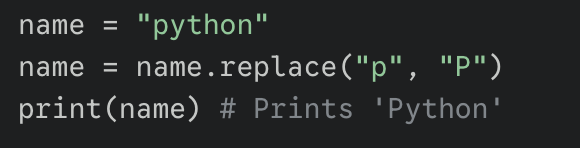 name = "python"
name = name.replace("p", "P")
print(name) # Prints 'Python'